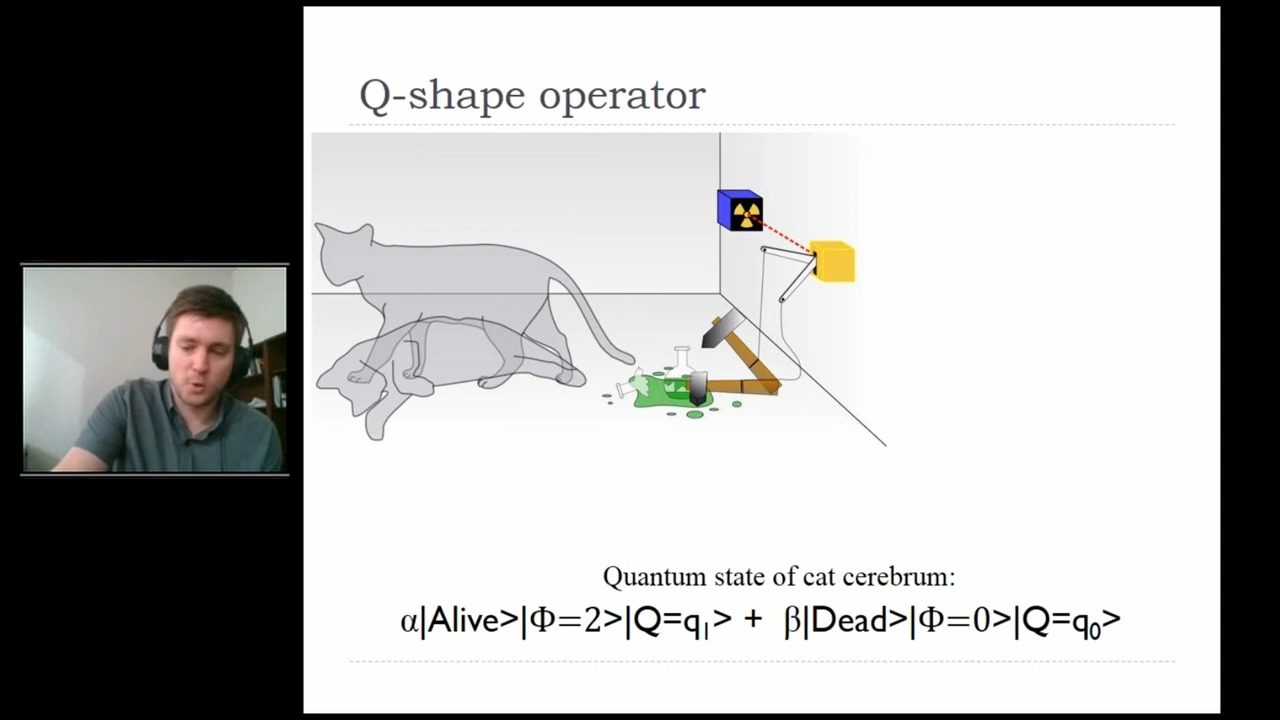 Q-shape operator
Quantum state of cat cerebrum:
α|Alive>|Φ=2>|Q=q₁> + β|Dead>|Φ=0>|Q=q₀>